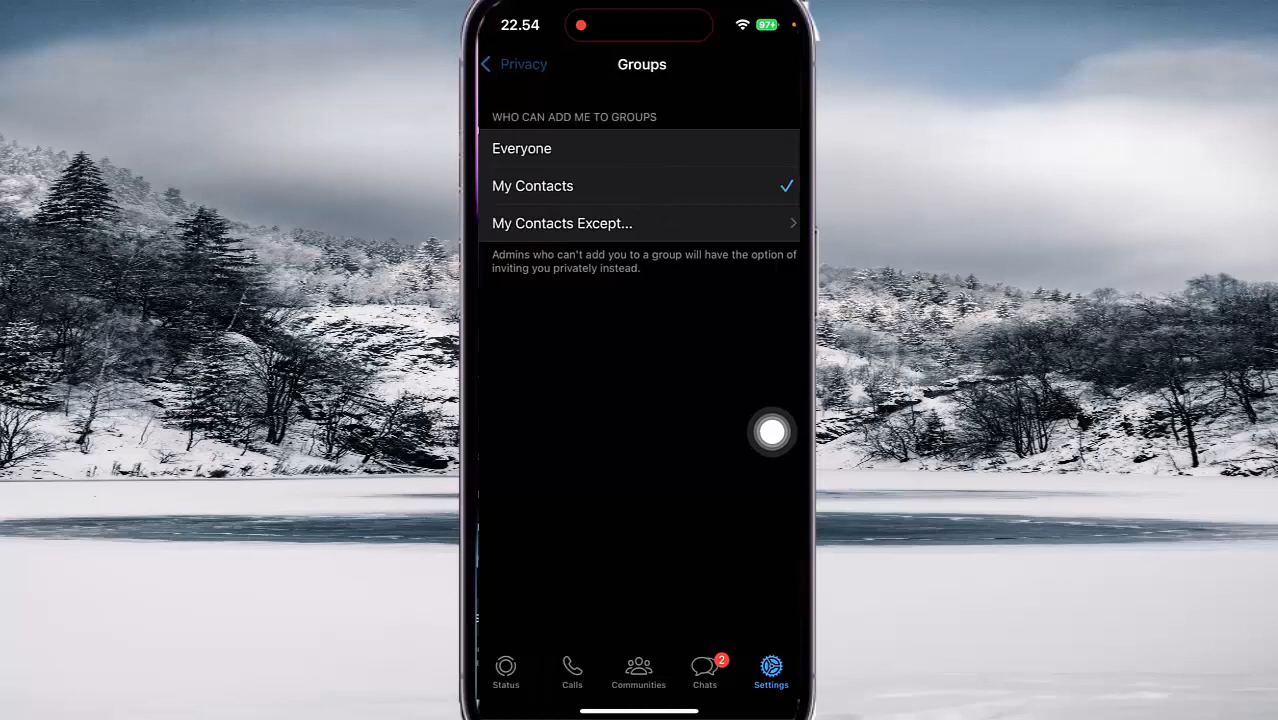 22.54
97+
Privacy
Groups
WHO CAN ADD ME TO GROUPS
Everyone
My Contacts
My Contacts Except...
Admins who can't add you to a group will have the option of
inviting you privately instead.
2
Status
Calls
Communities
Chats
Settings